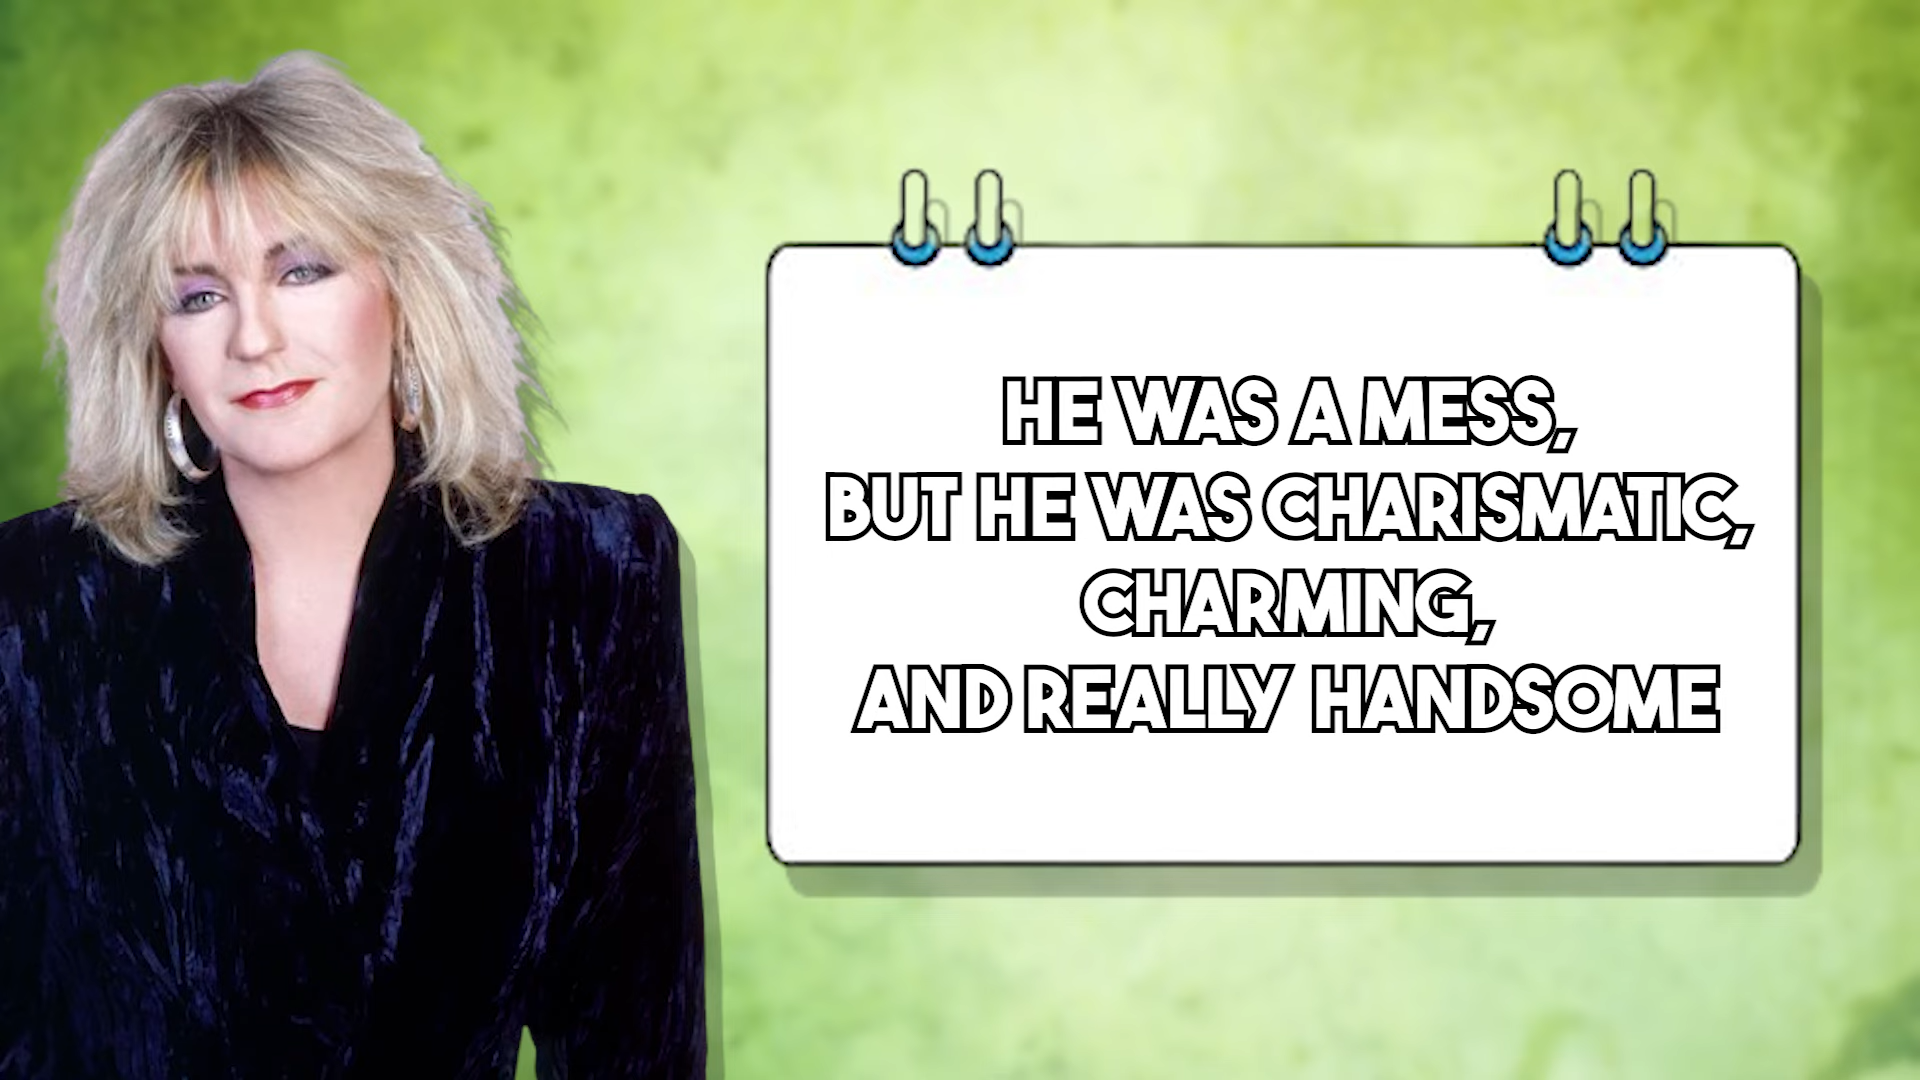 HE WAS A MESS,
BUT HE WAS CHARISMATIC,
CHARMING,
AND REALLY HANDSOME